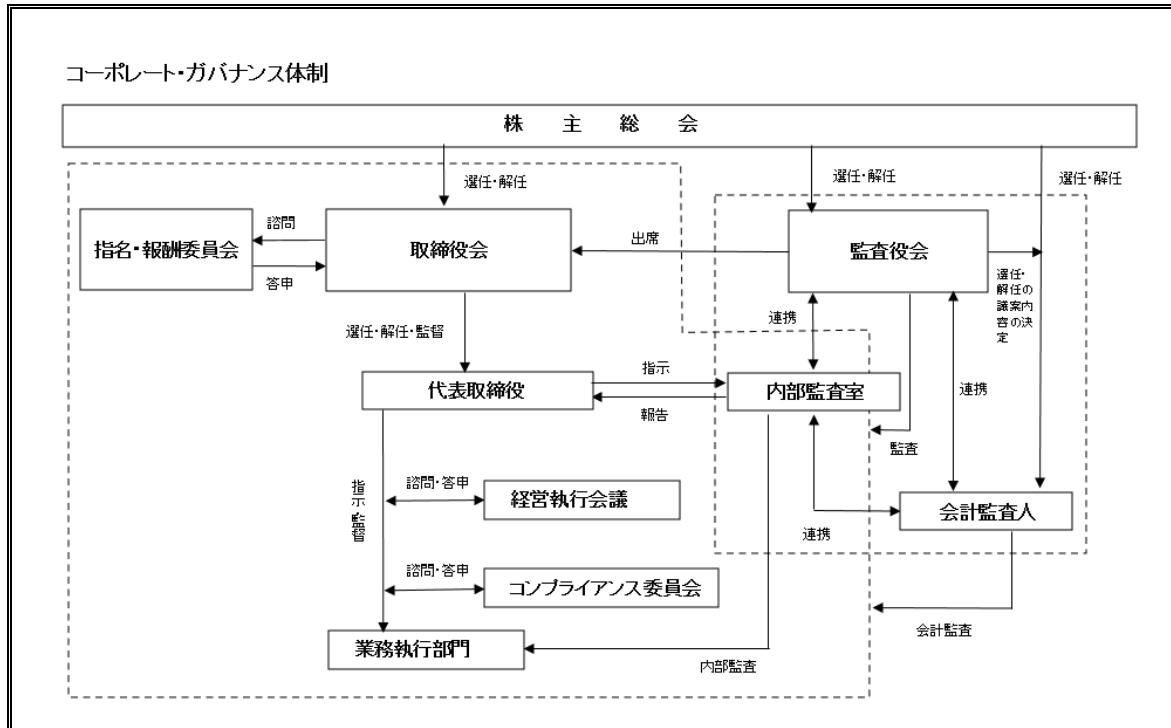 コーポレート・ガバナンス体制
株主総会
選任・解任
選任・解任
選任・解任
指名・報酬委員会
諮問
答申
取締役会
出席
監査役会
選任・
解任の
議案内
容の決
定
選任・解任・監督
連携
代表取締役
指示
報告
内部監査室
連携
監査
指示・監督
諮問・答申
経営執行会議
連携
会計監査人
諮問・答申
コンプライアンス委員会
会計監査
業務執行部門
内部監査